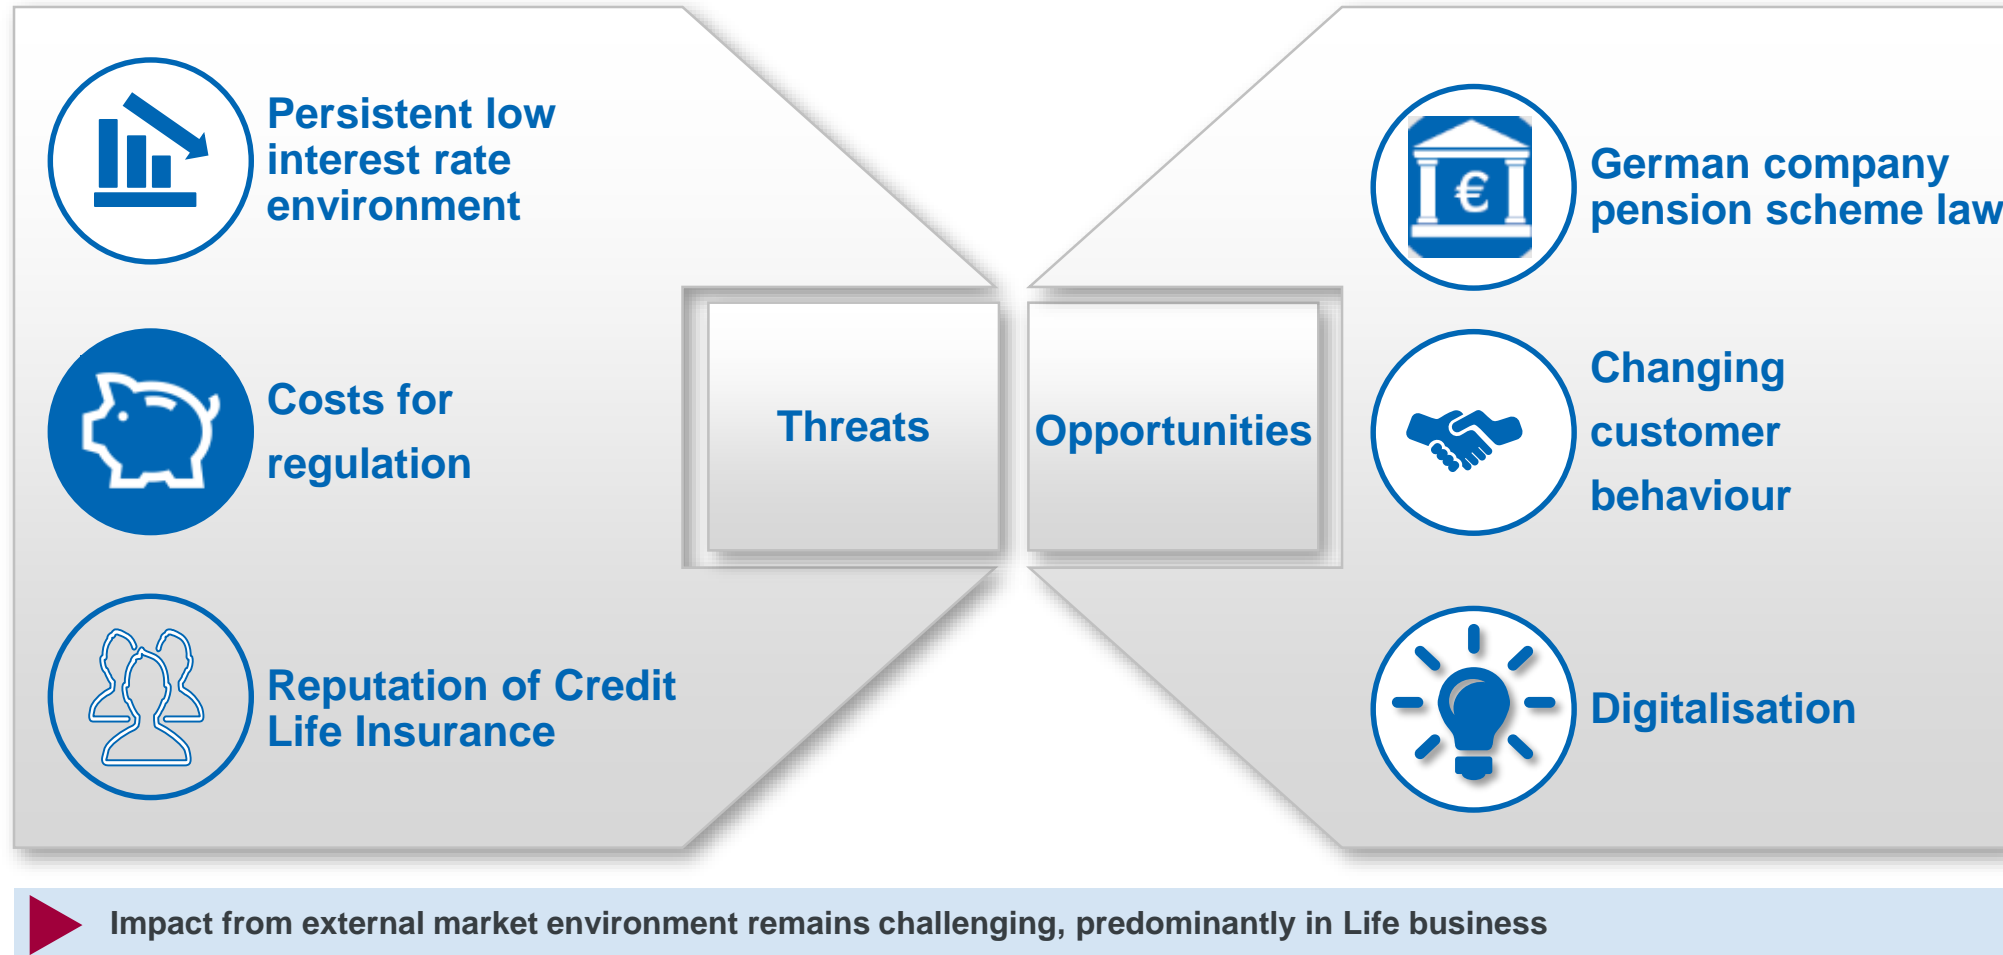 Persistent low
interest rate
environment
Costs for
regulation
Reputation of Credit
Life Insurance
Threats
Opportunities
€
German company
pension scheme law
Changing
customer
behaviour
Digitalisation
Impact from external market environment remains challenging, predominantly in Life business